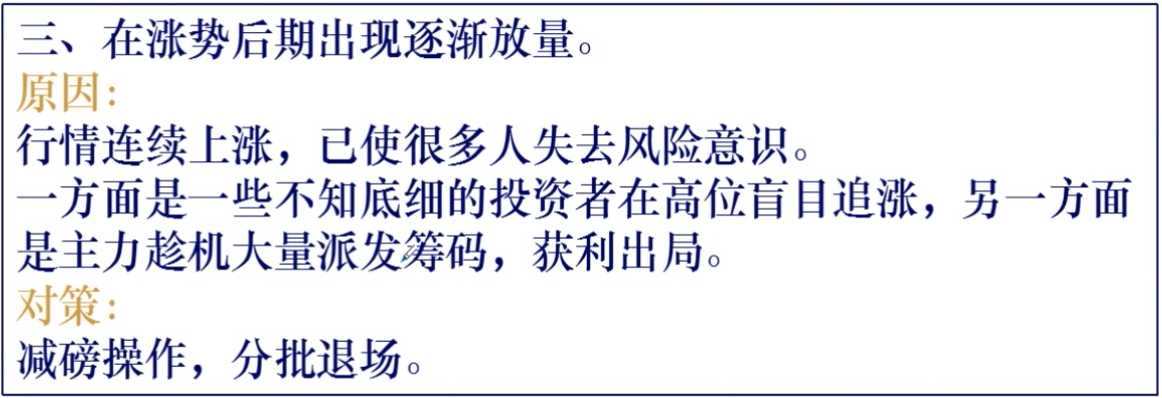 三、在涨势后期出现逐渐放量。
原因：
行情连续上涨，已使很多人失去风险意识。
一方面是一些不知底细的投资者在高位盲目追涨，另一方面
是主力趁机大量派发筹码，获利出局。
对策：
减磅操作，分批退场。